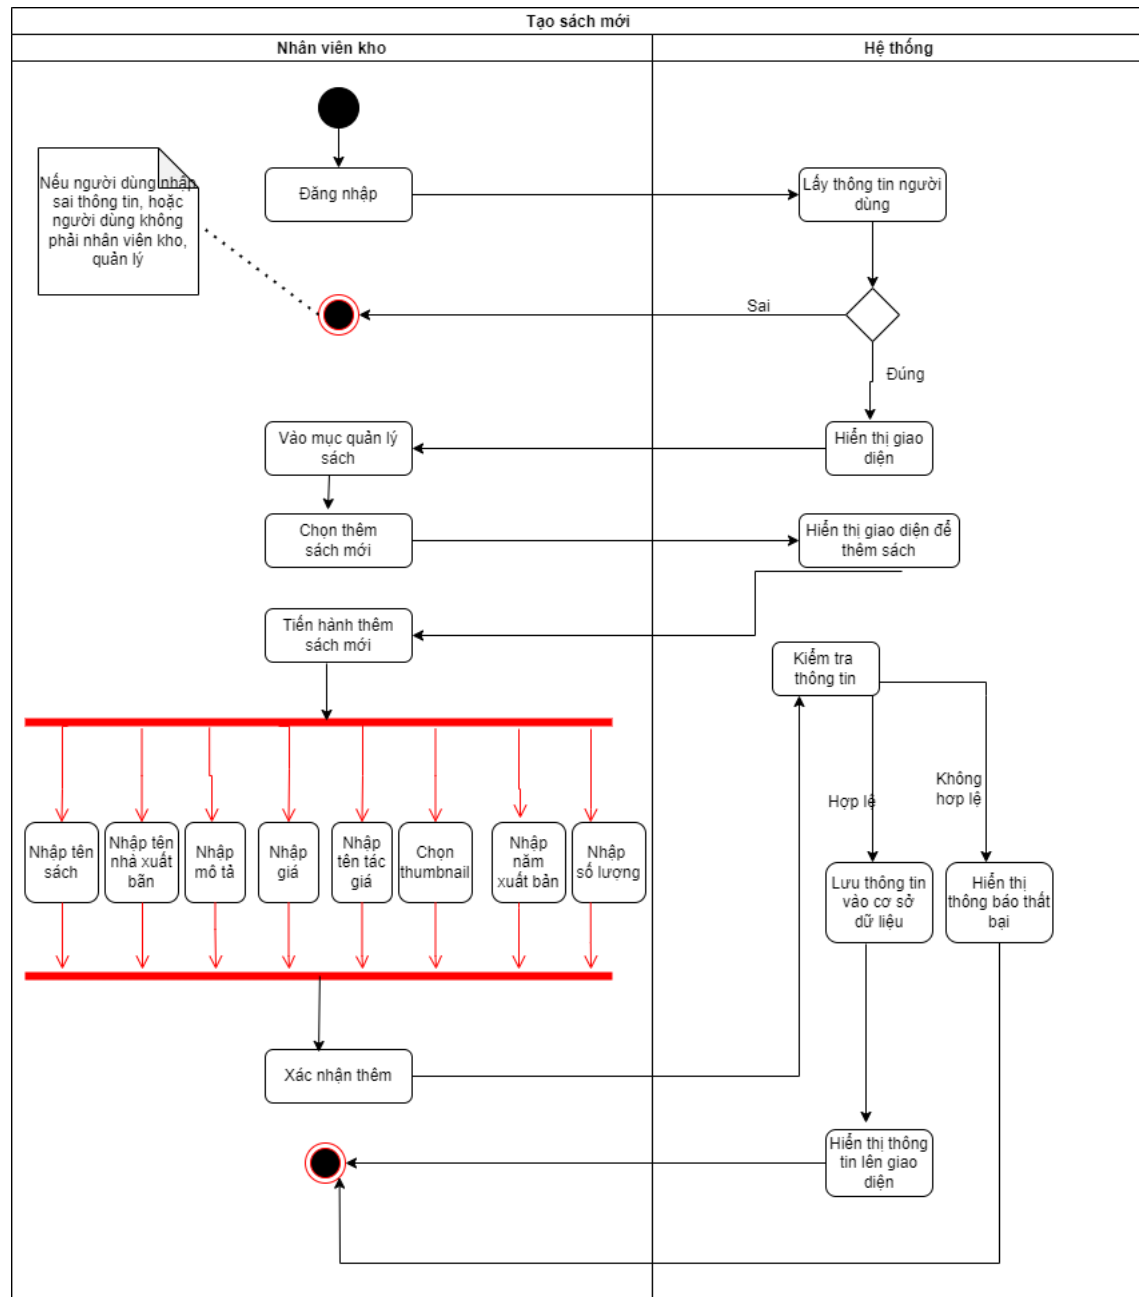 Tạo sách mới
Nhân viên kho
Hệ thống
Nếu người dùng nhập
sai thông tin, hoặc
người dùng không
phải nhân viên kho,
quản lý
Đăng nhập
Lấy thông tin người
dùng
Sai
Đúng
Vào mục quản lý
sách
Hiển thị giao
diện
Chọn thêm
sách mới
Hiển thị giao diện để
thêm sách
Tiến hành thêm
sách mới
Kiểm tra
thông tin
Hợp lệ
Không
hợp lệ
Nhập tên
sách
Nhập tên
nhà xuất
bãn
Nhập
mô tả
Nhập
giá
Nhập
tên tác
giá
Chọn
thumbnail
Nhập
năm
xuất bản
Nhập
số lượng
Lưu thông tin
vào cơ sở
dữ liệu
Hiển thị
thông báo thất
bại
Xác nhận thêm
Hiển thị thông
tin lên giao
diện